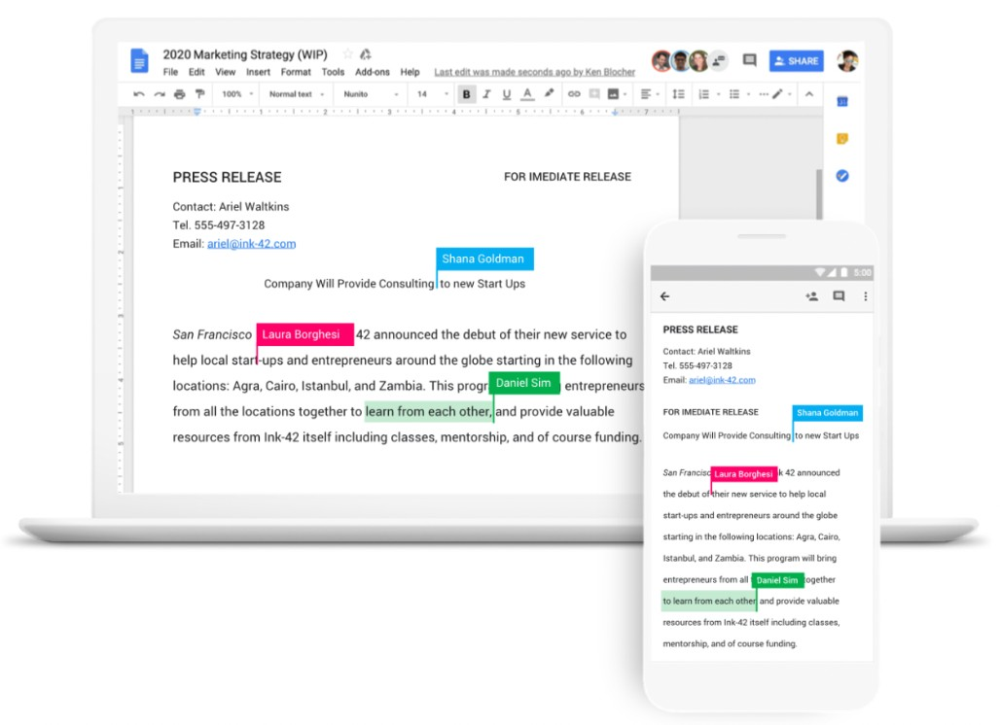 2020 Marketing Strategy (WIP)
File Edit View Insert Format Tools Add-ons Help Last edit was made seconds ago by Ken Blocher
SHARE
100% Normal text Nunito 14 B I U A
1 1 2 3 4 5 6 7
PRESS RELEASE FOR IMEDIATE RELEASE
Contact: Ariel Waltkins
Tel. 555-497-3128
Email: ariel@ink-42.com
Shana Goldman
Company Will Provide Consulting to new Start Ups
San Francisco Laura Borghesi 42 announced the debut of their new service to
help local start-ups and entrepreneurs around the globe starting in the following
locations: Agra, Cairo, Istanbul, and Zambia. This progr Daniel Sim entrepreneurs
from all the locations together to learn from each other, and provide valuable
resources from Ink-42 itself including classes, mentorship, and of course funding.
5:00
PRESS RELEASE
Contact: Ariel Waltkins
Tel. 555-497-3128
Email: ariel@ink-42.com
FOR IMEDIATE RELEASE Shana Goldman
Company Will Provide Consulting to new Start Ups
San Francisc Laura Borghesi k 42 announced
the debut of their new service to help local
start-ups and entrepreneurs around the globe
starting in the following locations: Agra, Cairo,
Istanbul, and Zambia. This program will bring
entrepreneurs from all Daniel Sim ogether
to learn from each other and provide valuable
resources from Ink-42 itself including classes,
mentorship, and of course funding.